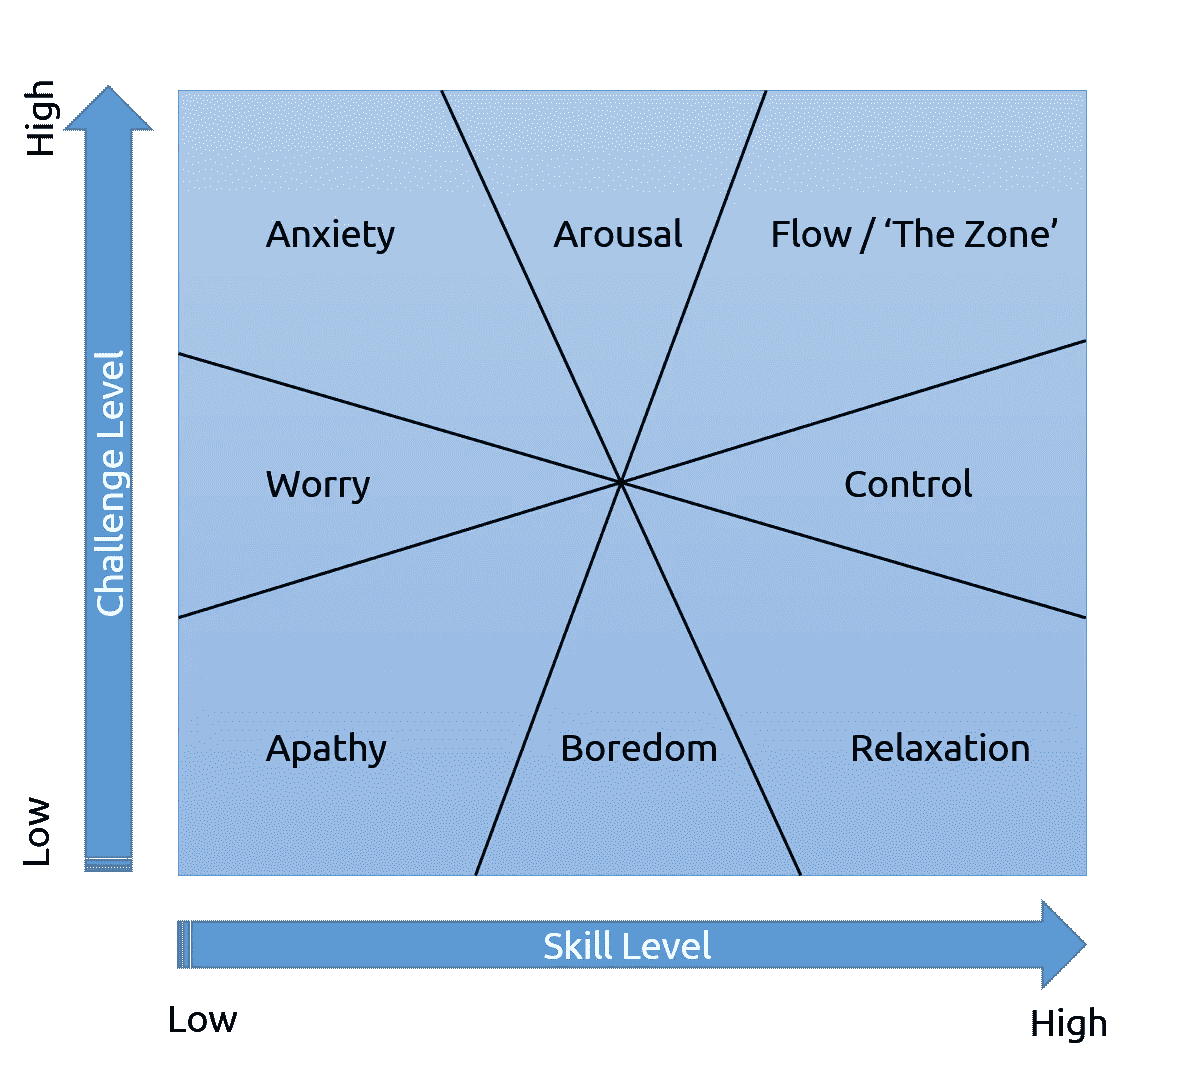 High
Anxiety
Arousal
Flow / ‘The Zone’
Challenge Level
Worry
Control
Apathy
Boredom
Relaxation
Low
Skill Level
Low
High